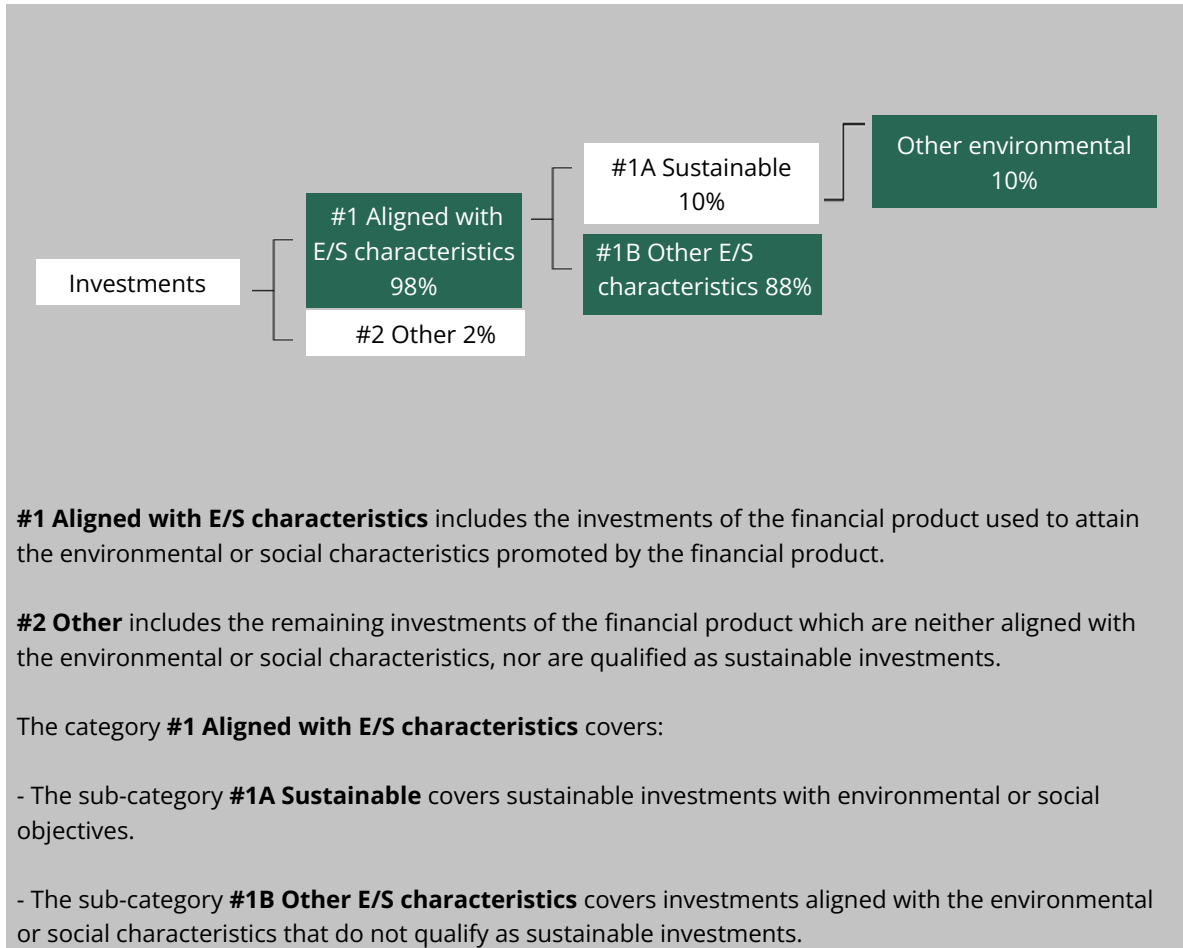 Other environmental
10%
#1A Sustainable
10%
#1 Aligned with
E/S characteristics
98%
#1B Other E/S
characteristics 88%
Investments
#2 Other 2%
#1 Aligned with E/S characteristics includes the investments of the financial product used to attain
the environmental or social characteristics promoted by the financial product.
#2 Other includes the remaining investments of the financial product which are neither aligned with
the environmental or social characteristics, nor are qualified as sustainable investments.
The category #1 Aligned with E/S characteristics covers:
- The sub-category #1A Sustainable covers sustainable investments with environmental or social
objectives.
- The sub-category #1B Other E/S characteristics covers investments aligned with the environmental
or social characteristics that do not qualify as sustainable investments.